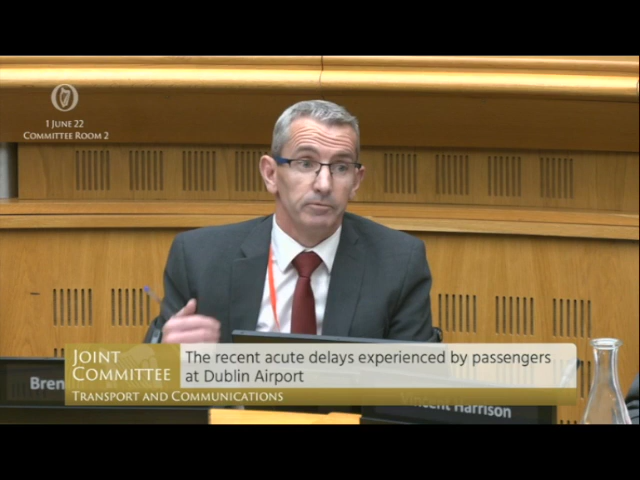 1 June 22
Committee Room 2
Joint
Committee
The recent acute delays experienced by passengers
at Dublin Airport
Transport and Communications
Bren
Vincent Harrison